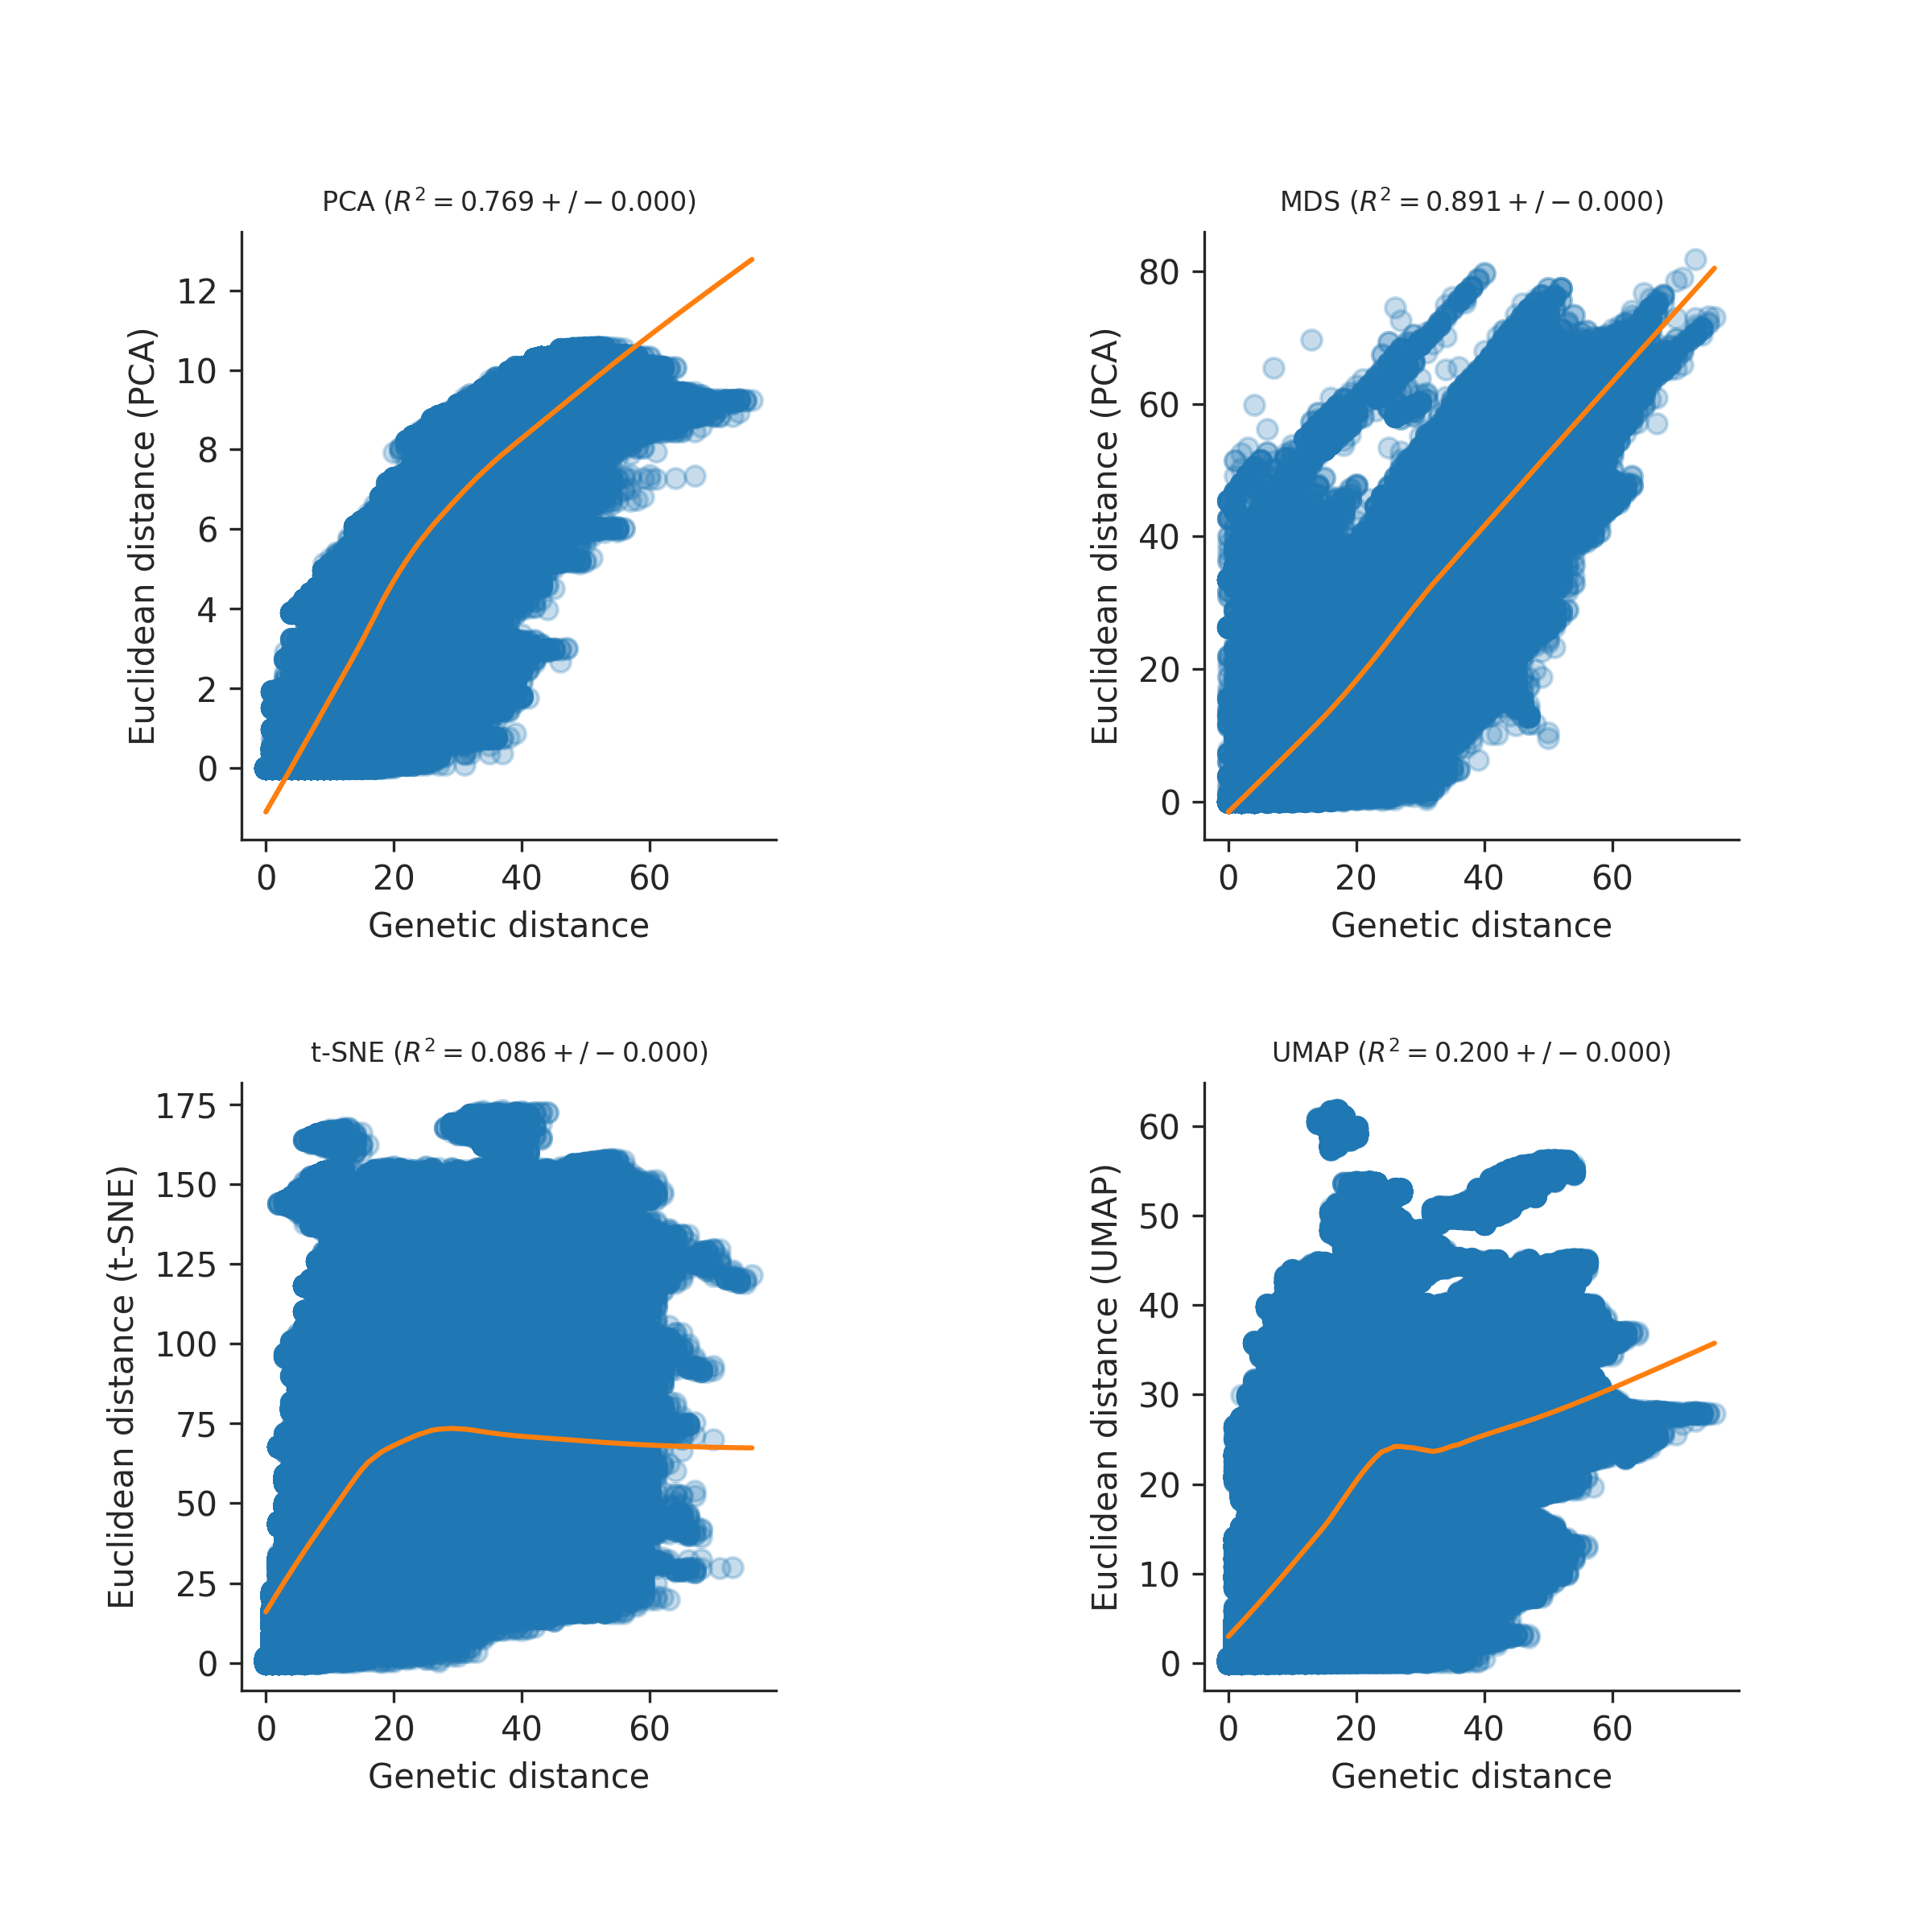 PCA (R² = 0.769 + / − 0.000)
Euclidean distance (PCA)
12
10
8
6
4
2
0
0 20 40 60
Genetic distance
MDS (R² = 0.891 + / − 0.000)
Euclidean distance (PCA)
80
60
40
20
0
0 20 40 60
Genetic distance
t-SNE (R² = 0.086 + / − 0.000)
Euclidean distance (t-SNE)
175
150
125
100
75
50
25
0
0 20 40 60
Genetic distance
UMAP (R² = 0.200 + / − 0.000)
Euclidean distance (UMAP)
60
50
40
30
20
10
0
0 20 40 60
Genetic distance